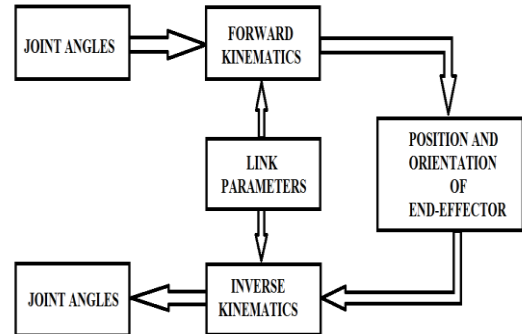 JOINT ANGLES
FORWARD
KINEMATICS
LINK
PARAMETERS
POSITION AND
ORIENTATION
OF
END-EFFECTOR
JOINT ANGLES
INVERSE
KINEMATICS